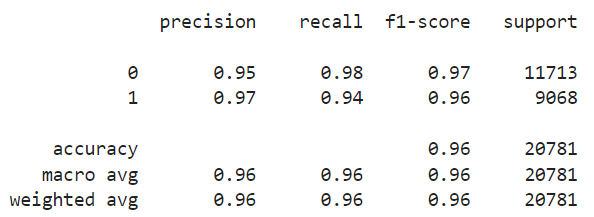 precision recall f1-score support
0 0.95 0.98 0.97 11713
1 0.97 0.94 0.96 9068
accuracy 0.96 20781
macro avg 0.96 0.96 0.96 20781
weighted avg 0.96 0.96 0.96 20781